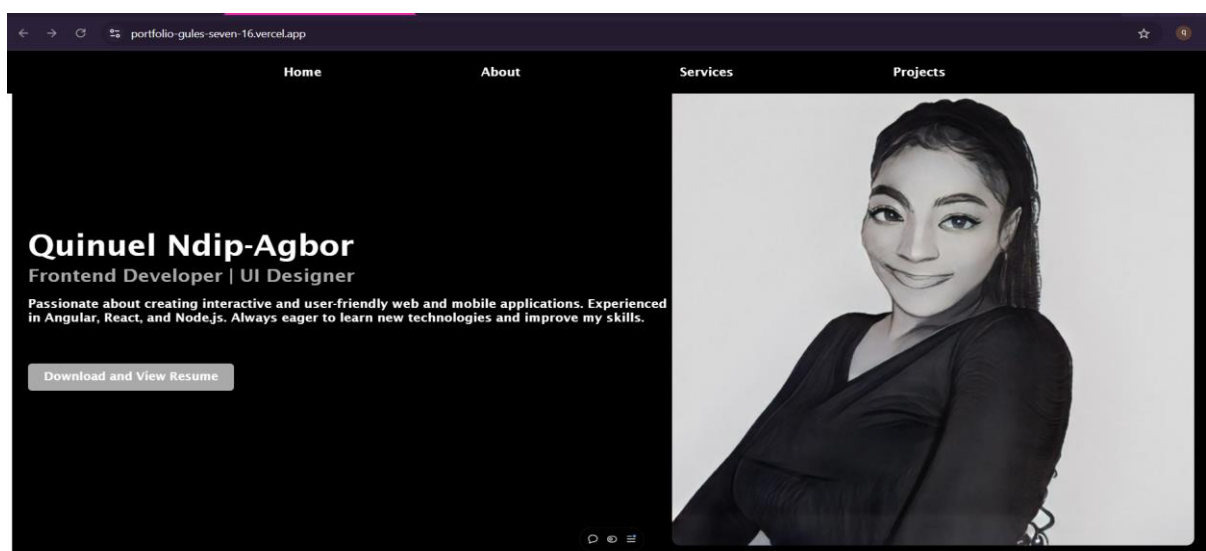 portfolio-gules-seven-16.vercel.app
q
Home About Services Projects
Quinuel Ndip-Agbor
Frontend Developer | UI Designer
Passionate about creating interactive and user-friendly web and mobile applications. Experienced
in Angular, React, and Node.js. Always eager to learn new technologies and improve my skills.
Download and View Resume